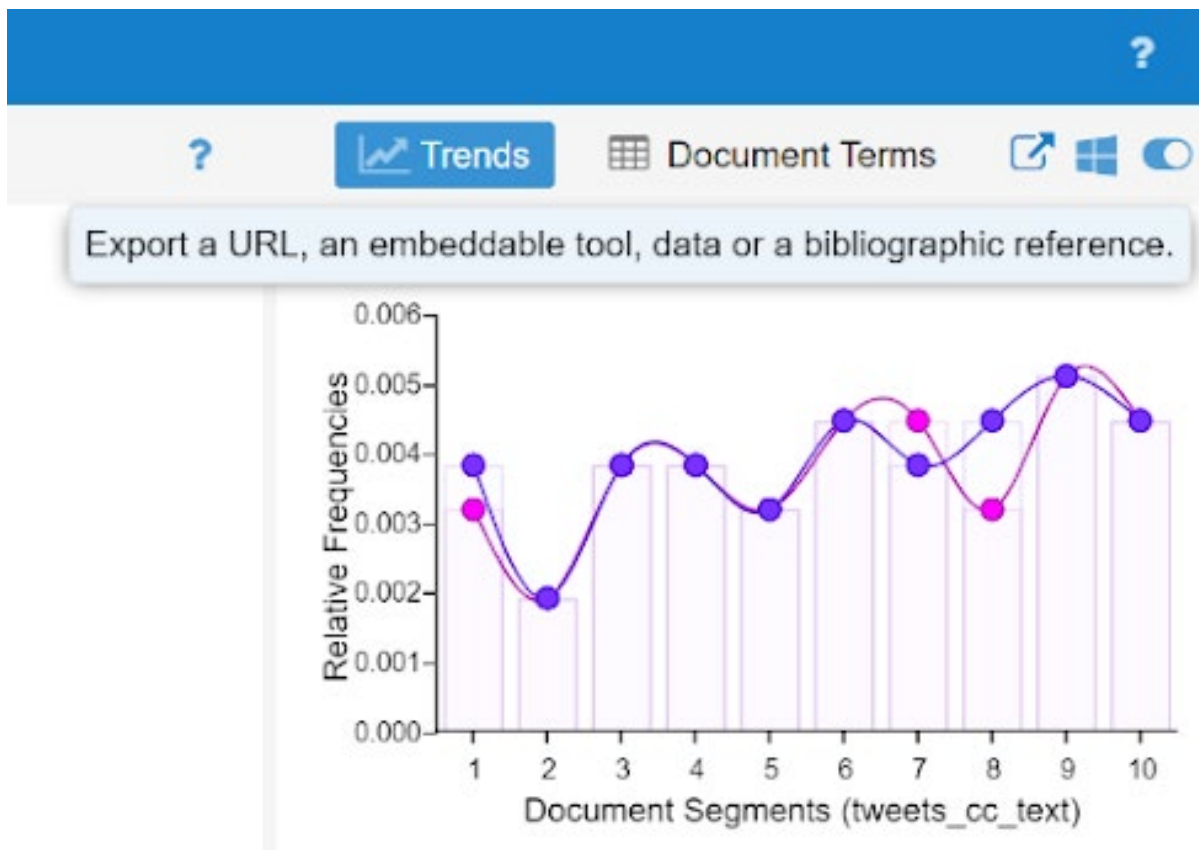 ?
? Trends Document Terms
Export a URL, an embeddable tool, data or a bibliographic reference.
0.006
0.005
0.004
0.003
0.002
0.001
0.000
Relative Frequencies
1 2 3 4 5 6 7 8 9 10
Document Segments (tweets_cc_text)